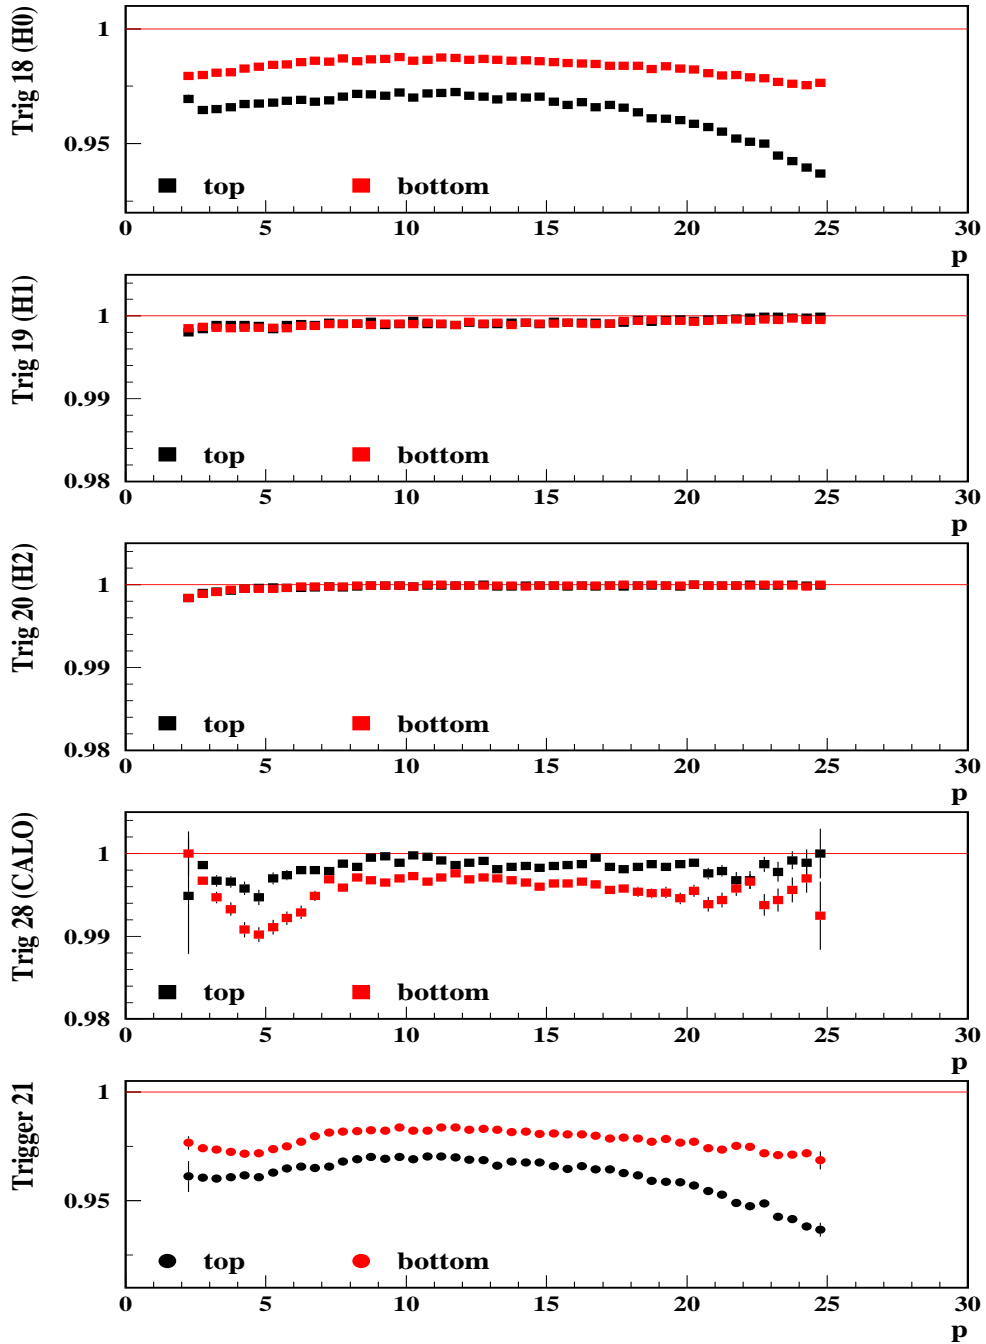 Trig 18 (H0)
1
0.95
top bottom
0 5 10 15 20 25 30
p
Trig 19 (H1)
1
0.99
0.98
top bottom
0 5 10 15 20 25 30
p
Trig 20 (H2)
1
0.99
0.98
top bottom
0 5 10 15 20 25 30
p
Trig 28 (CALO)
1
0.99
0.98
top bottom
0 5 10 15 20 25 30
p
Trigger 21
1
0.95
top bottom
0 5 10 15 20 25 30
p